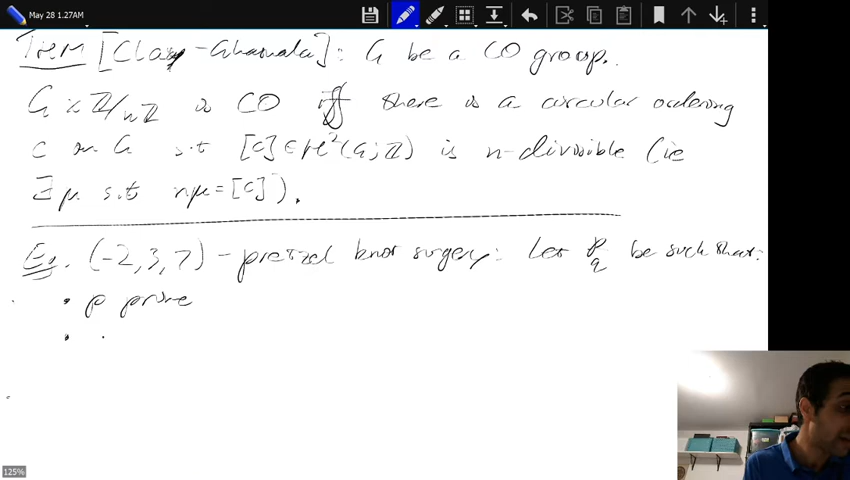 May 28 1.27AM
Thm [Clay-Ghaswala]: G be a CO group.
G × ℤ/nℤ is CO iff there is a circular ordering
c on G s.t [c] ∈ H²(G;ℤ) is n-divisible (ie
∃μ s.t nμ=[c]).
Ex. (-2,3,7)-pretzel knot surgery: Let p/q be such that:
• p prime
•
125%